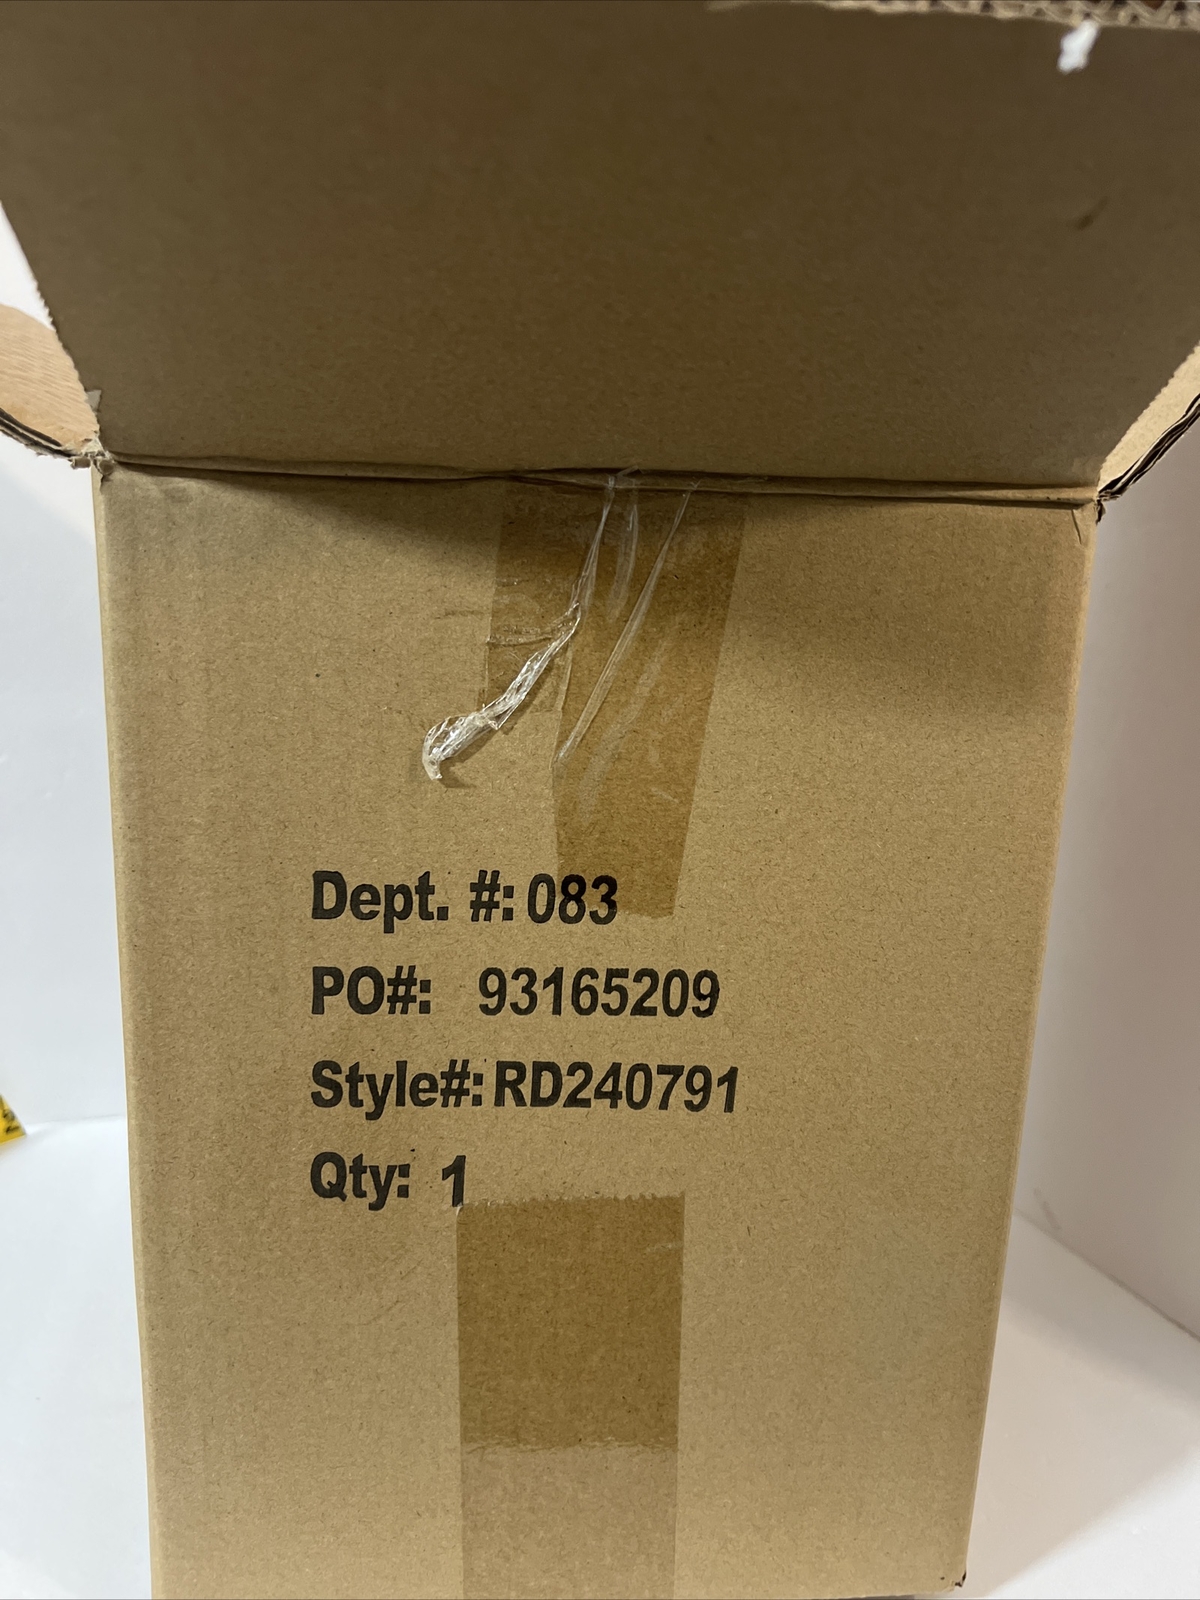 Dept. #: 083
PO#: 93165209
Style#: RD240791
Qty: 1